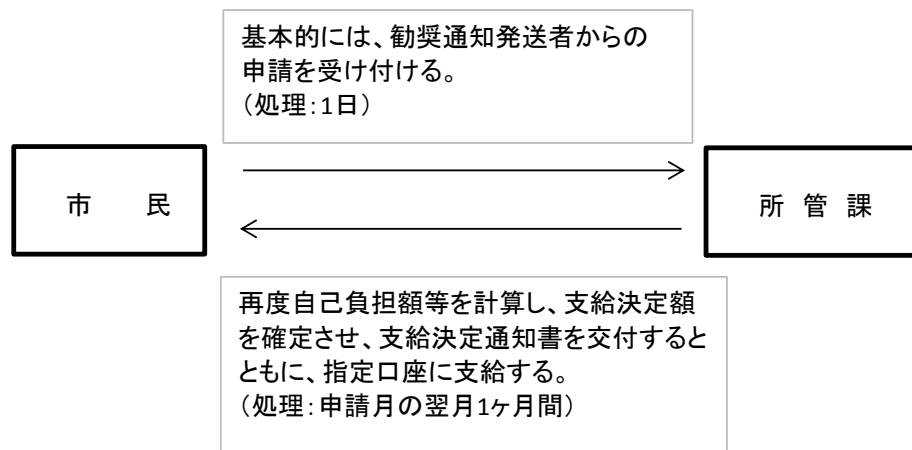 基本的には、勧奨通知発送者からの
申請を受け付ける。
（処理：1日）
市　　民
所 管 課
再度自己負担額等を計算し、支給決定額
を確定させ、支給決定通知書を交付すると
ともに、指定口座に支給する。
（処理：申請月の翌月1ヶ月間）